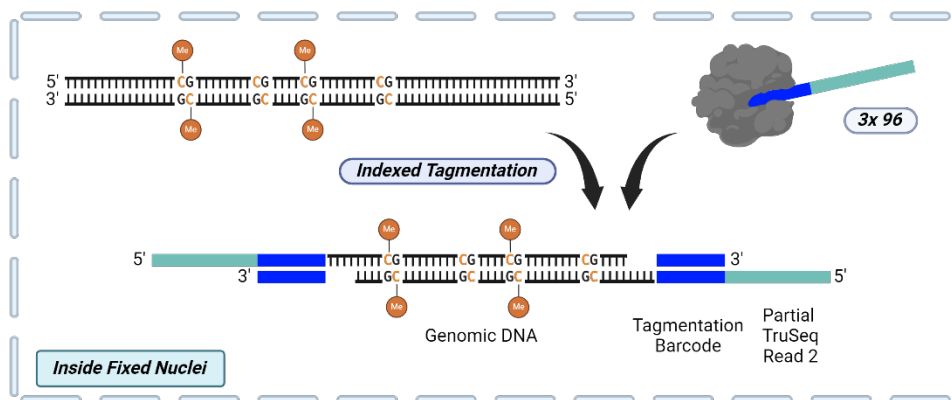 Me
Me
5'
CG
CG
CG
CG
3'
3'
GC
GC
GC
GC
5'
Me
Me
3x 96
Indexed Tagmentation
Me
Me
5'
CG
CG
CG
CG
3'
3'
GC
GC
GC
GC
5'
Me
Me
Genomic DNA
Tagmentation
Barcode
Partial
TruSeq
Read 2
Inside Fixed Nuclei